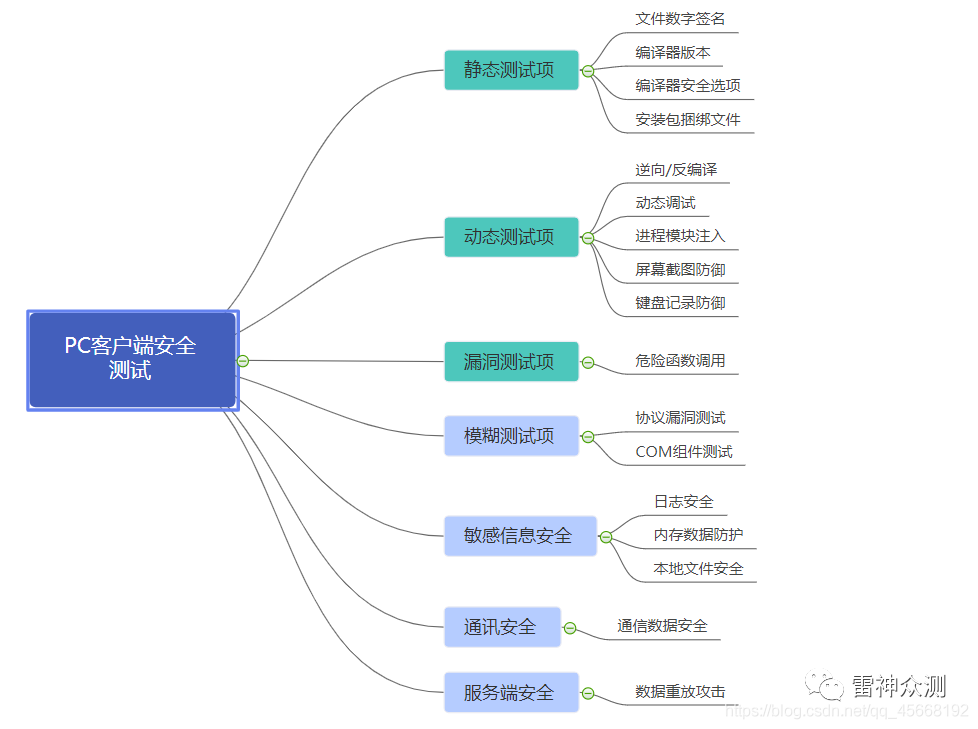 文件数字签名
静态测试项
编译器版本
编译器安全选项
安装包捆绑文件
逆向/反编译
动态调试
动态测试项
进程模块注入
屏幕截图防御
键盘记录防御
PC客户端安全
测试
漏洞测试项
危险函数调用
模糊测试项
协议漏洞测试
COM组件测试
敏感信息安全
日志安全
内存数据防护
本地文件安全
通讯安全
通信数据安全
服务端安全
数据重放攻击
雷神众测
https://blog.csdn.net/qq_45668192